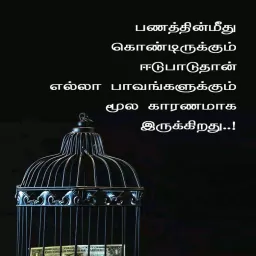 பணத்தின்மீது
கொண்டிருக்கும்
ஈடுபாடுதான்
எல்லா பாவங்களுக்கும்
மூல காரணமாக
இருக்கிறது..!